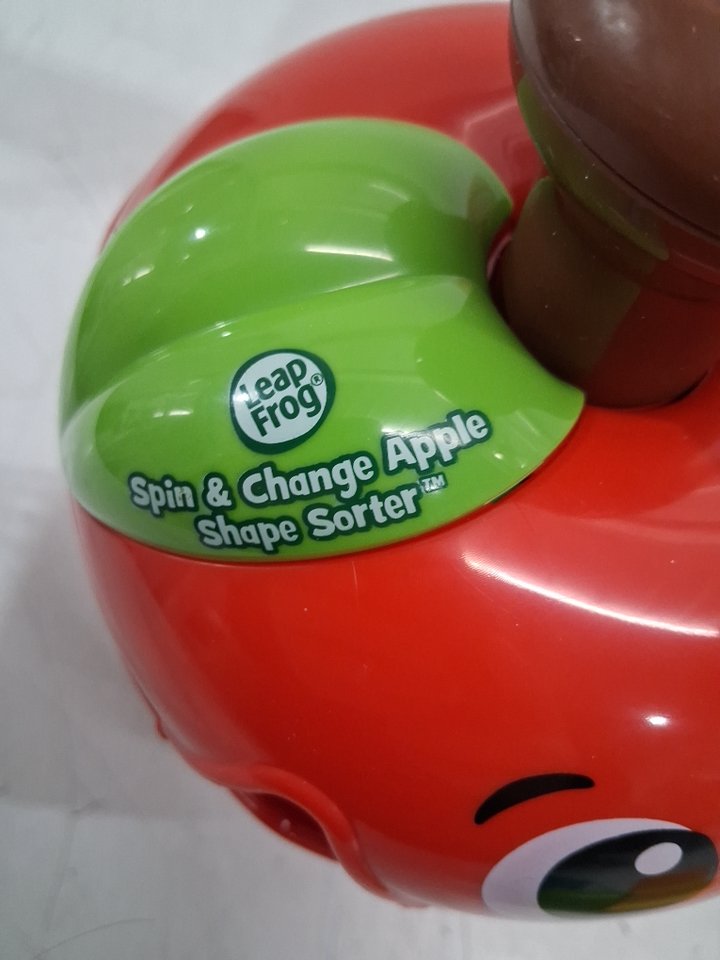 Leap
Frog®
Spin & Change Apple
Shape Sorter™